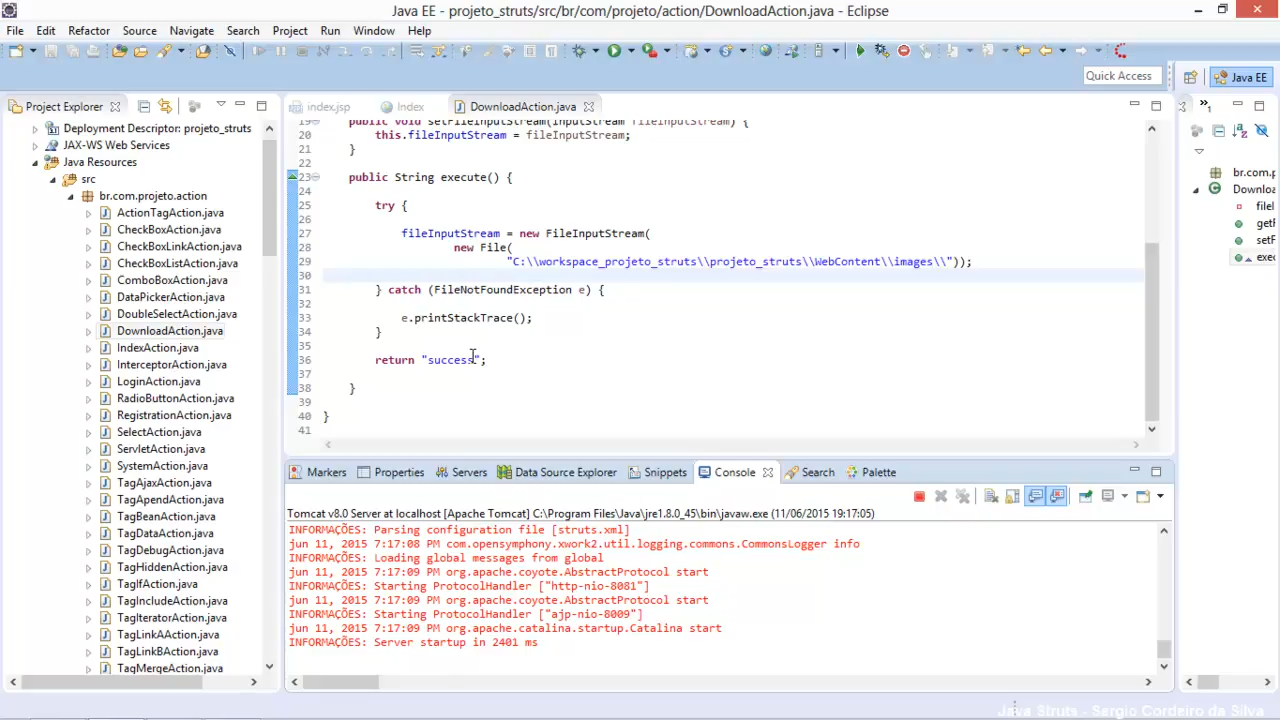 Java EE - projeto_struts/src/br/com/projeto/action/DownloadAction.java - Eclipse
File Edit Refactor Source Navigate Search Project Run Window Help
Quick Access
Java EE
Project Explorer
index.jsp
Index
DownloadAction.java
»1
Deployment Descriptor: projeto_struts
JAX-WS Web Services
Java Resources
src
br.com.projeto.action
ActionTagAction.java
CheckBoxAction.java
CheckBoxLinkAction.java
CheckBoxListAction.java
ComboBoxAction.java
DataPickerAction.java
DoubleSelectAction.java
DownloadAction.java
IndexAction.java
InterceptorAction.java
LoginAction.java
RadioButtonAction.java
RegistrationAction.java
SelectAction.java
ServletAction.java
SystemAction.java
TagAjaxAction.java
TagApendAction.java
TagBeanAction.java
TagDataAction.java
TagDebugAction.java
TagHiddenAction.java
TagIfAction.java
TagIncludeAction.java
TagIteratorAction.java
TagLinkAAction.java
TagLinkBAction.java
TagMergeAction.java
19 public void setFileInputStream(InputStream fileInputStream) {
20 this.fileInputStream = fileInputStream;
21 }
22
23 public String execute() {
24
25 try {
26
27 fileInputStream = new FileInputStream(
28 new File(
29 "C:\\workspace_projeto_struts\\projeto_struts\\WebContent\\images\\"));
30
31 } catch (FileNotFoundException e) {
32
33 e.printStackTrace();
34 }
35
36 return "success";
37
38 }
39
40 }
41
br.com.p
Downlo
fileI
getF
setF
exec
Markers Properties Servers Data Source Explorer Snippets Console Search Palette
Tomcat v8.0 Server at localhost [Apache Tomcat] C:\Program Files\Java\jre1.8.0_45\bin\javaw.exe (11/06/2015 19:17:05)
INFORMAÇÕES: Parsing configuration file [struts.xml]
jun 11, 2015 7:17:08 PM com.opensymphony.xwork2.util.logging.commons.CommonsLogger info
INFORMAÇÕES: Loading global messages from global
jun 11, 2015 7:17:09 PM org.apache.coyote.AbstractProtocol start
INFORMAÇÕES: Starting ProtocolHandler ["http-nio-8081"]
jun 11, 2015 7:17:09 PM org.apache.coyote.AbstractProtocol start
INFORMAÇÕES: Starting ProtocolHandler ["ajp-nio-8009"]
jun 11, 2015 7:17:09 PM org.apache.catalina.startup.Catalina start
INFORMAÇÕES: Server startup in 2401 ms
Java Struts - Sergio Cordeiro da Silva